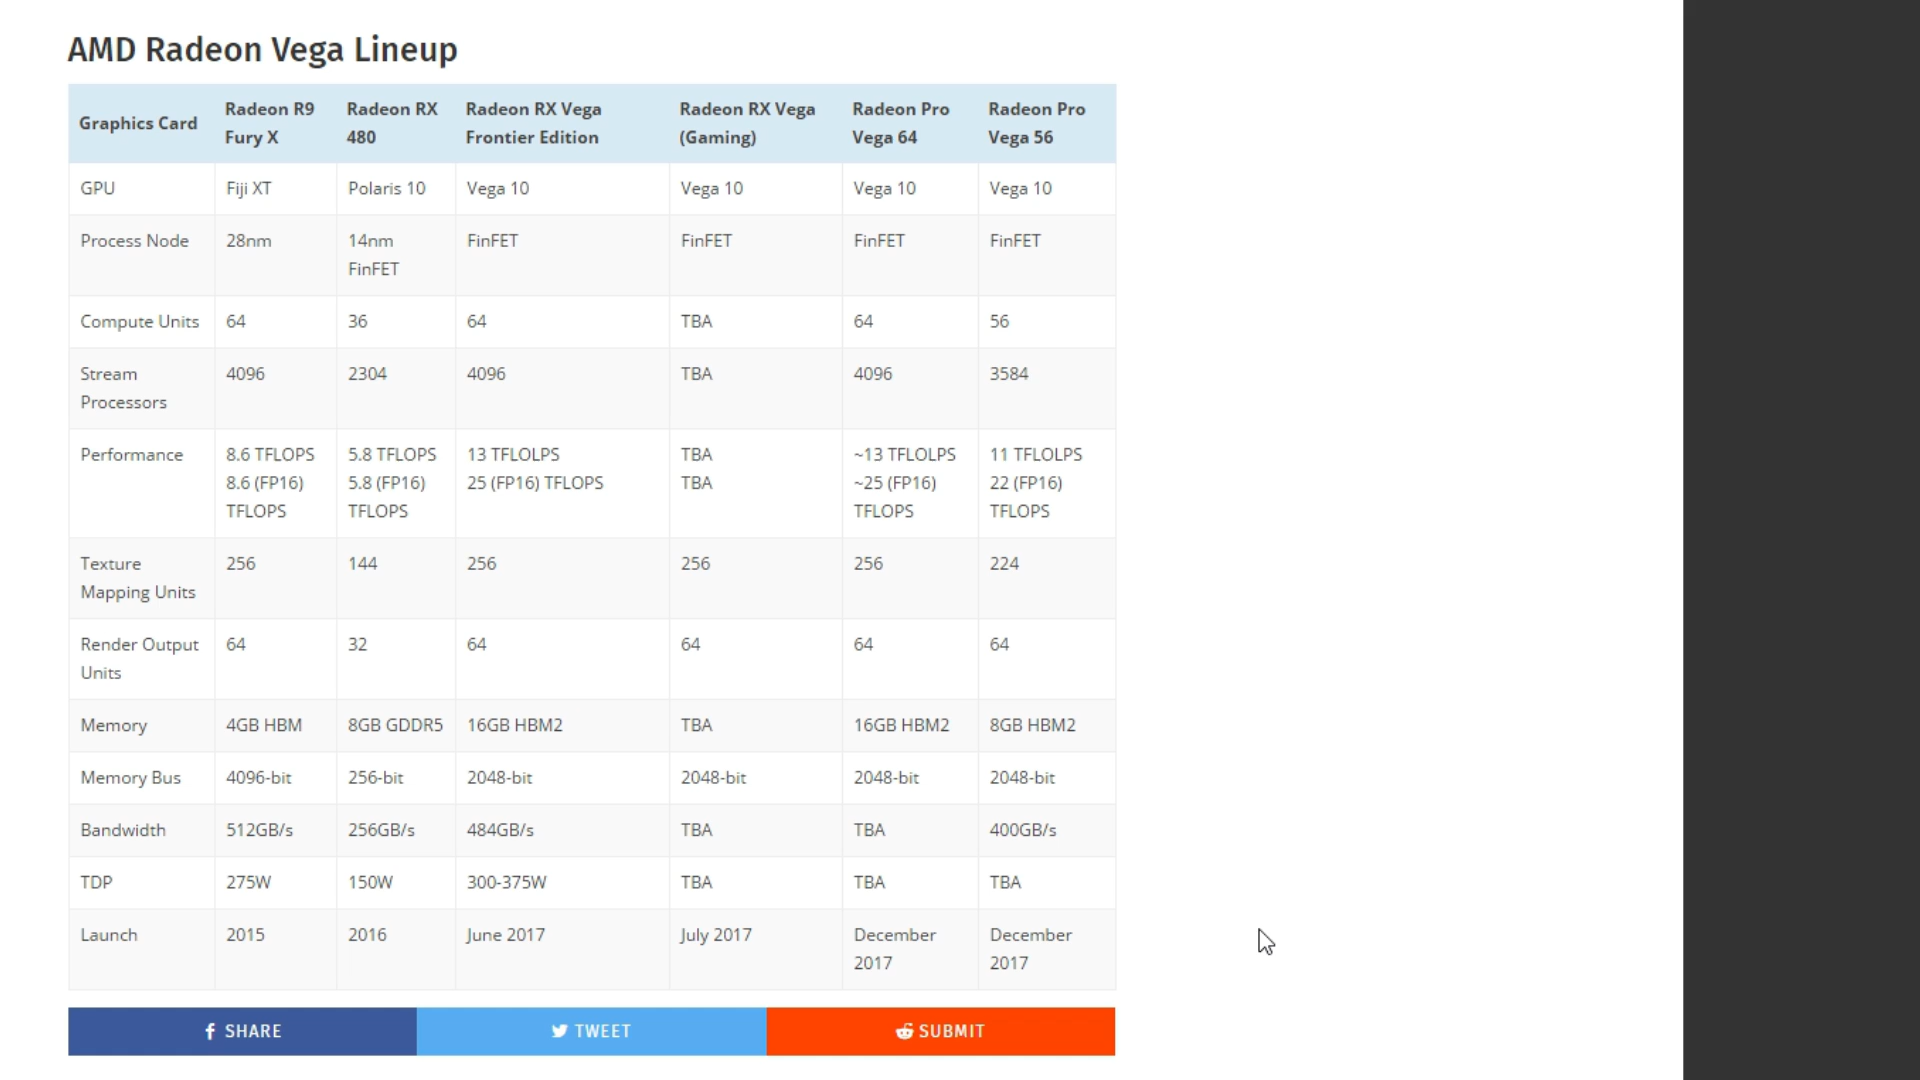 AMD Radeon Vega Lineup
Graphics Card
Radeon R9
Fury X
Radeon RX
480
Radeon RX Vega
Frontier Edition
Radeon RX Vega
(Gaming)
Radeon Pro
Vega 64
Radeon Pro
Vega 56
GPU
Fiji XT
Polaris 10
Vega 10
Vega 10
Vega 10
Vega 10
Process Node
28nm
14nm
FinFET
FinFET
FinFET
FinFET
FinFET
Compute Units
64
36
64
TBA
64
56
Stream
Processors
4096
2304
4096
TBA
4096
3584
Performance
8.6 TFLOPS
8.6 (FP16)
TFLOPS
5.8 TFLOPS
5.8 (FP16)
TFLOPS
13 TFLOLPS
25 (FP16) TFLOPS
TBA
TBA
~13 TFLOLPS
~25 (FP16)
TFLOPS
11 TFLOLPS
22 (FP16)
TFLOPS
Texture
Mapping Units
256
144
256
256
256
224
Render Output
Units
64
32
64
64
64
64
Memory
4GB HBM
8GB GDDR5
16GB HBM2
TBA
16GB HBM2
8GB HBM2
Memory Bus
4096-bit
256-bit
2048-bit
2048-bit
2048-bit
2048-bit
Bandwidth
512GB/s
256GB/s
484GB/s
TBA
TBA
400GB/s
TDP
275W
150W
300-375W
TBA
TBA
TBA
Launch
2015
2016
June 2017
July 2017
December
2017
December
2017
SHARE
TWEET
SUBMIT